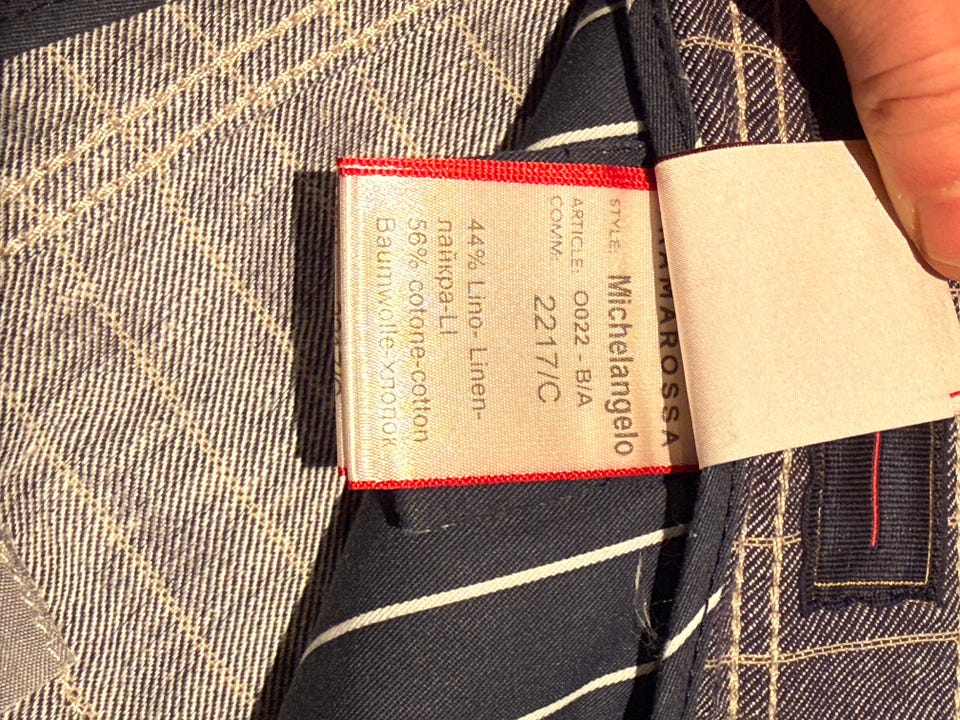 AMAROSSA
STYLE: Michelangelo
ARTICLE: O022 - B/A
COMM: 2217/C
44% Lino- Linen-
лайкра-LI
56% cotone-cotton
Baumwolle-хлопок